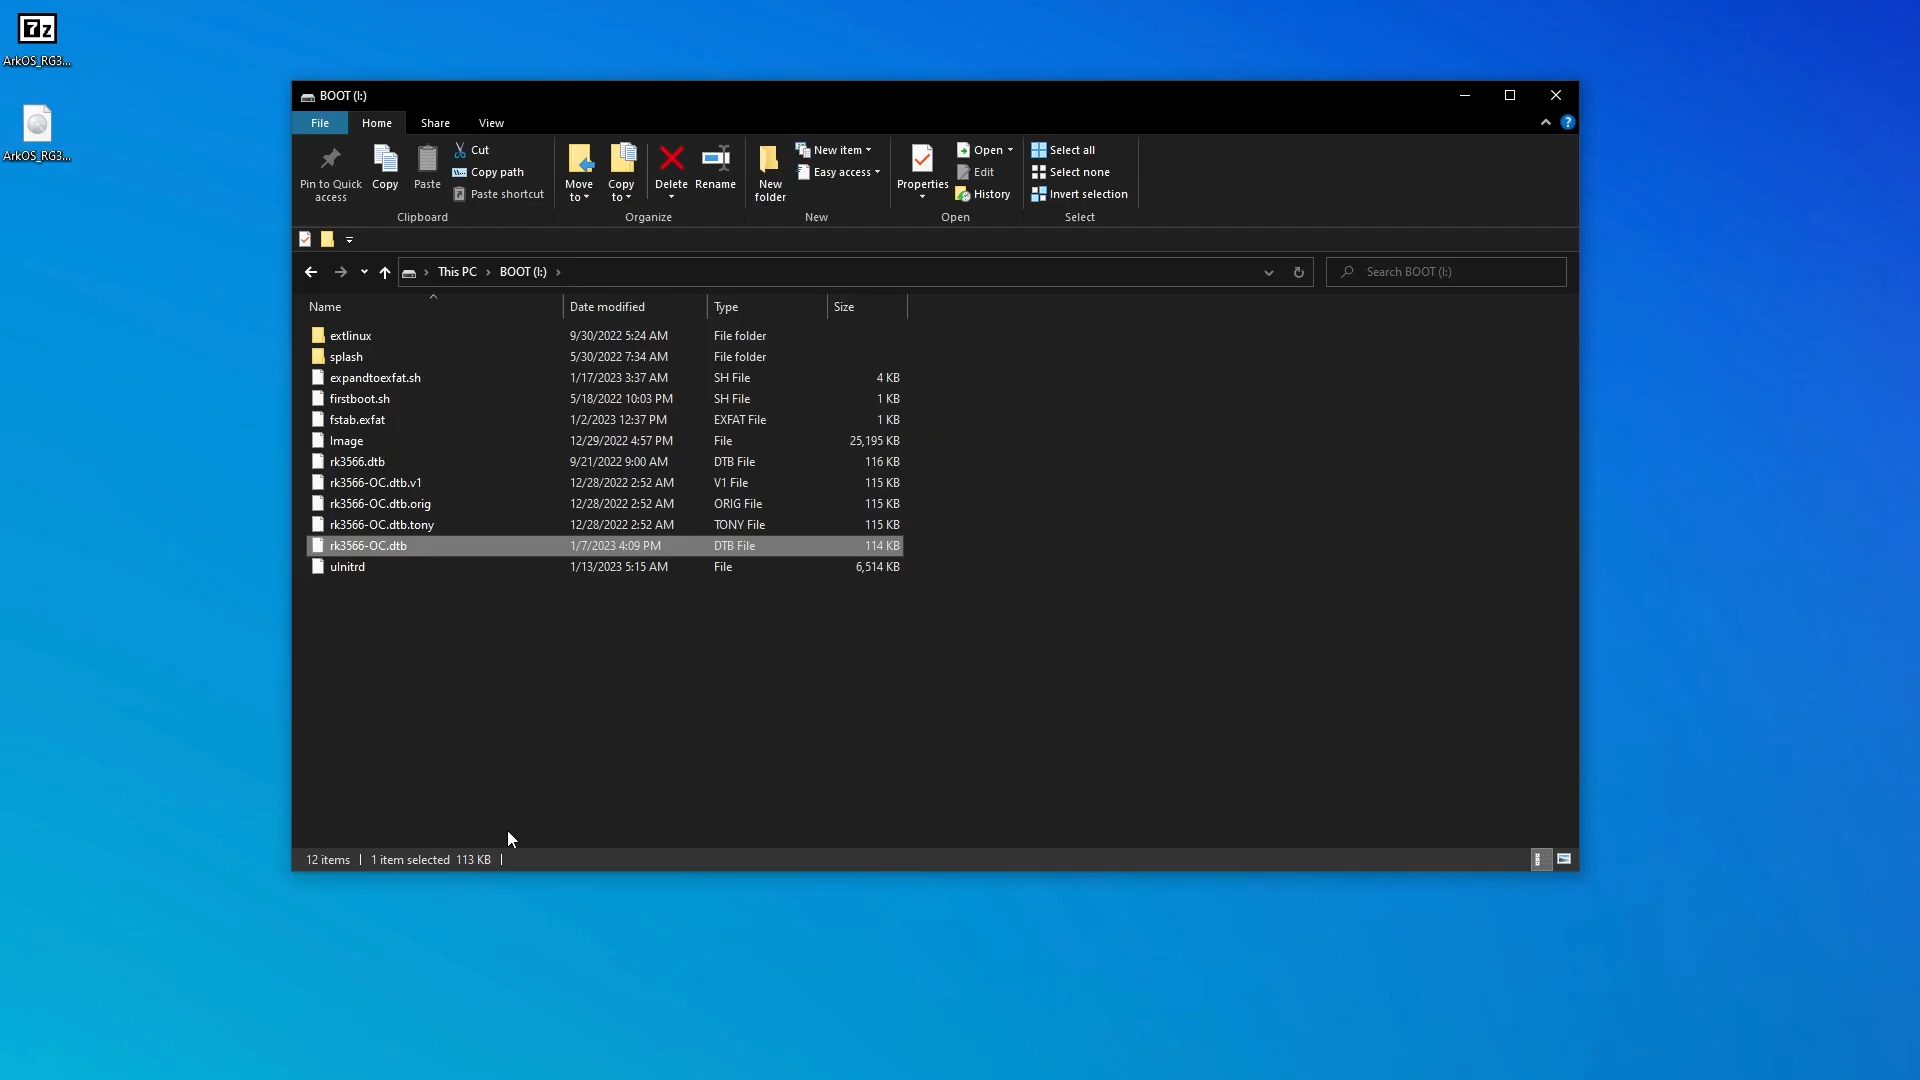 7z
ArkOS_RG3...
ArkOS_RG3...
BOOT (I:)
File Home Share View
Pin to Quick access
Copy
Paste
Cut
Copy path
Paste shortcut
Clipboard
Move to
Copy to
Delete
Rename
Organize
New folder
New item
Easy access
New
Properties
Open
Edit
History
Open
Select all
Select none
Invert selection
Select
This PC > BOOT (I:) >
Search BOOT (I:)
Name Date modified Type Size
extlinux 9/30/2022 5:24 AM File folder
splash 5/30/2022 7:34 AM File folder
expandtoexfat.sh 1/17/2023 3:37 AM SH File 4 KB
firstboot.sh 5/18/2022 10:03 PM SH File 1 KB
fstab.exfat 1/2/2023 12:37 PM EXFAT File 1 KB
Image 12/29/2022 4:57 PM File 25,195 KB
rk3566.dtb 9/21/2022 9:00 AM DTB File 116 KB
rk3566-OC.dtb.v1 12/28/2022 2:52 AM V1 File 115 KB
rk3566-OC.dtb.orig 12/28/2022 2:52 AM ORIG File 115 KB
rk3566-OC.dtb.tony 12/28/2022 2:52 AM TONY File 115 KB
rk3566-OC.dtb 1/7/2023 4:09 PM DTB File 114 KB
uInitrd 1/13/2023 5:15 AM File 6,514 KB
12 items | 1 item selected 113 KB |